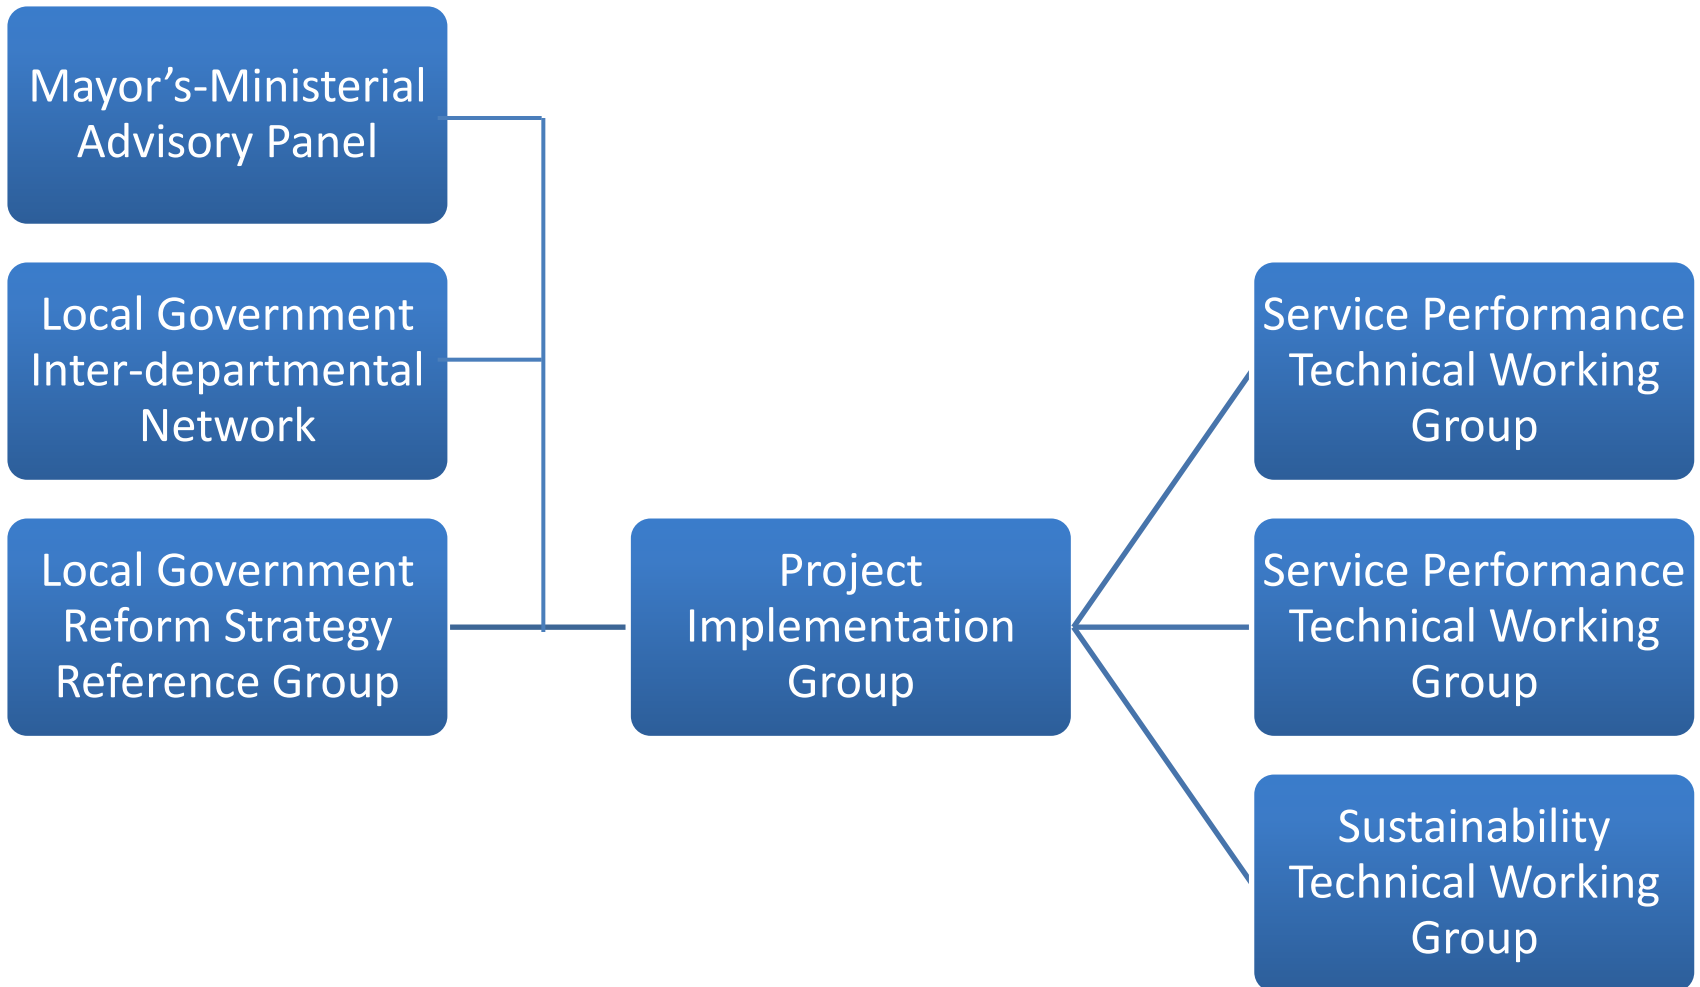 Mayor’s-Ministerial
Advisory Panel
Local Government
Inter-departmental
Network
Local Government
Reform Strategy
Reference Group
Project
Implementation
Group
Service Performance
Technical Working
Group
Service Performance
Technical Working
Group
Sustainability
Technical Working
Group